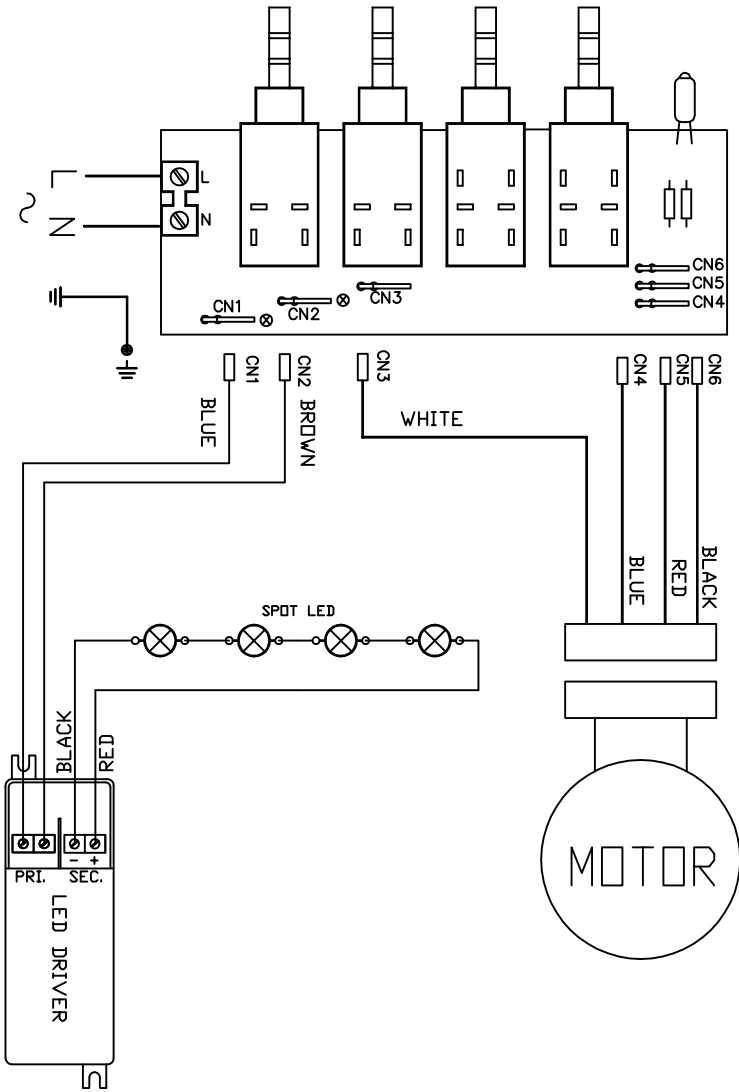 L
L
N
N
CN6
CN5
CN4
CN3
CN2
CN1
CN1
CN2
CN3
CN4
CN5
CN6
BLUE
BROWN
WHITE
BLUE
RED
BLACK
SPOT LED
BLACK
RED
- +
PRI. SEC.
LED DRIVER
MOTOR